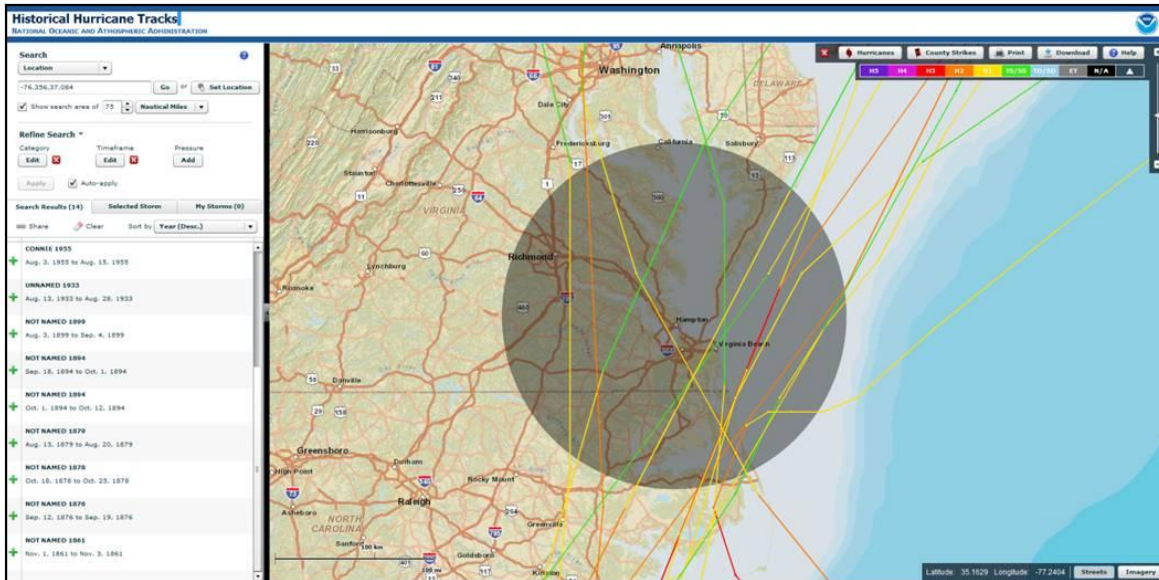 Historical Hurricane Tracks
NATIONAL OCEANIC AND ATMOSPHERIC ADMINISTRATION
Search
Location
-76.356,37.084
Go
or
Set Location
Show search area of 75
Nautical Miles
Refine Search
Category
Timeframe
Pressure
Edit
Edit
Add
Apply
Auto-apply
Search Results (14)
Selected Storm
My Storms (0)
Share
Clear
Sort by
Year (Desc.)
CONNIE 1955
Aug. 3, 1955 to Aug. 15, 1955
UNNAMED 1933
Aug. 13, 1933 to Aug. 28, 1933
NOT NAMED 1899
Aug. 3, 1899 to Sep. 4, 1899
NOT NAMED 1894
Sep. 18, 1894 to Oct. 1, 1894
NOT NAMED 1894
Oct. 1, 1894 to Oct. 12, 1894
NOT NAMED 1879
Aug. 13, 1879 to Aug. 20, 1879
NOT NAMED 1878
Oct. 18, 1878 to Oct. 25, 1878
NOT NAMED 1876
Sep. 12, 1876 to Sep. 19, 1876
NOT NAMED 1861
Nov. 1, 1861 to Nov. 3, 1861
Hurricanes
County Strikes
Print
Download
Help
H5
H4
H3
H2
H1
TS/SS
TD/SD
ET
N/A
Annapolis
Washington
DELAWARE
Dale City
Harrisonburg
Fredericksburg
California
Salisbury
Staunton
Charlottesville
VIRGINIA
Richmond
Lynchburg
Roanoke
Hampton
Virginia Beach
Danville
Greensboro
High Point
Durham
Rocky Mount
Raleigh
Asheboro
Greenville
NORTH
CAROLINA
Sanford
Goldsboro
Kinston
100 km
100 mi
Latitude: 35.1629 Longitude: -77.2404
Streets
Imagery